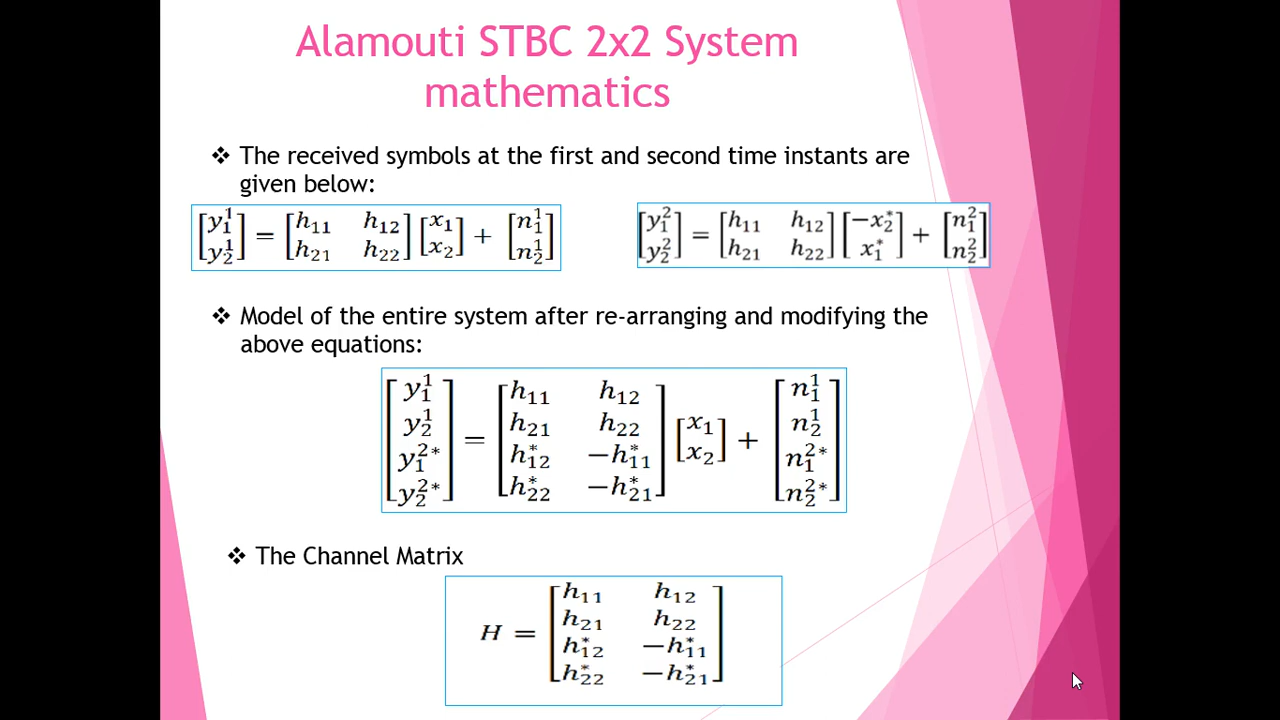 Alamouti STBC 2x2 System
mathematics
❖ The received symbols at the first and second time instants are
given below:
[y₁¹; y₂¹] = [h₁₁ h₁₂; h₂₁ h₂₂] [x₁; x₂] + [n₁¹; n₂¹]
[y₁²; y₂²] = [h₁₁ h₁₂; h₂₁ h₂₂] [−x₂*; x₁*] + [n₁²; n₂²]
❖ Model of the entire system after re-arranging and modifying the
above equations:
[y₁¹; y₂¹; y₁²*; y₂²*] = [h₁₁ h₁₂; h₂₁ h₂₂; h₁₂* −h₁₁*; h₂₂* −h₂₁*] [x₁; x₂] + [n₁¹; n₂¹; n₁²*; n₂²*]
❖ The Channel Matrix
H = [h₁₁ h₁₂; h₂₁ h₂₂; h₁₂* −h₁₁*; h₂₂* −h₂₁*]